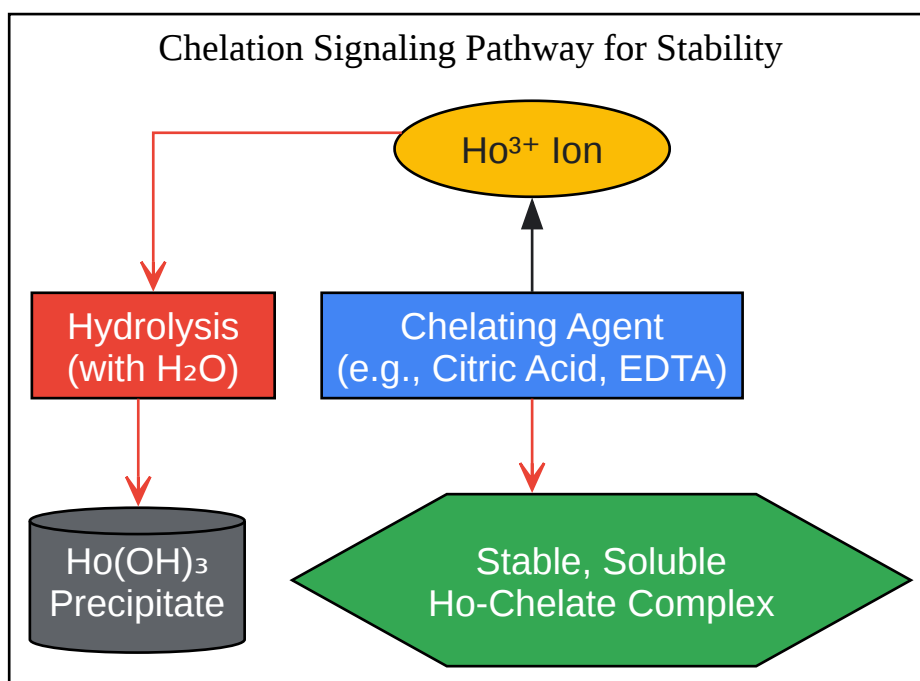 Chelation Signaling Pathway for Stability
Ho³⁺ Ion
Hydrolysis
(with H₂O)
Chelating Agent
(e.g., Citric Acid, EDTA)
Ho(OH)₃
Precipitate
Stable, Soluble
Ho-Chelate Complex